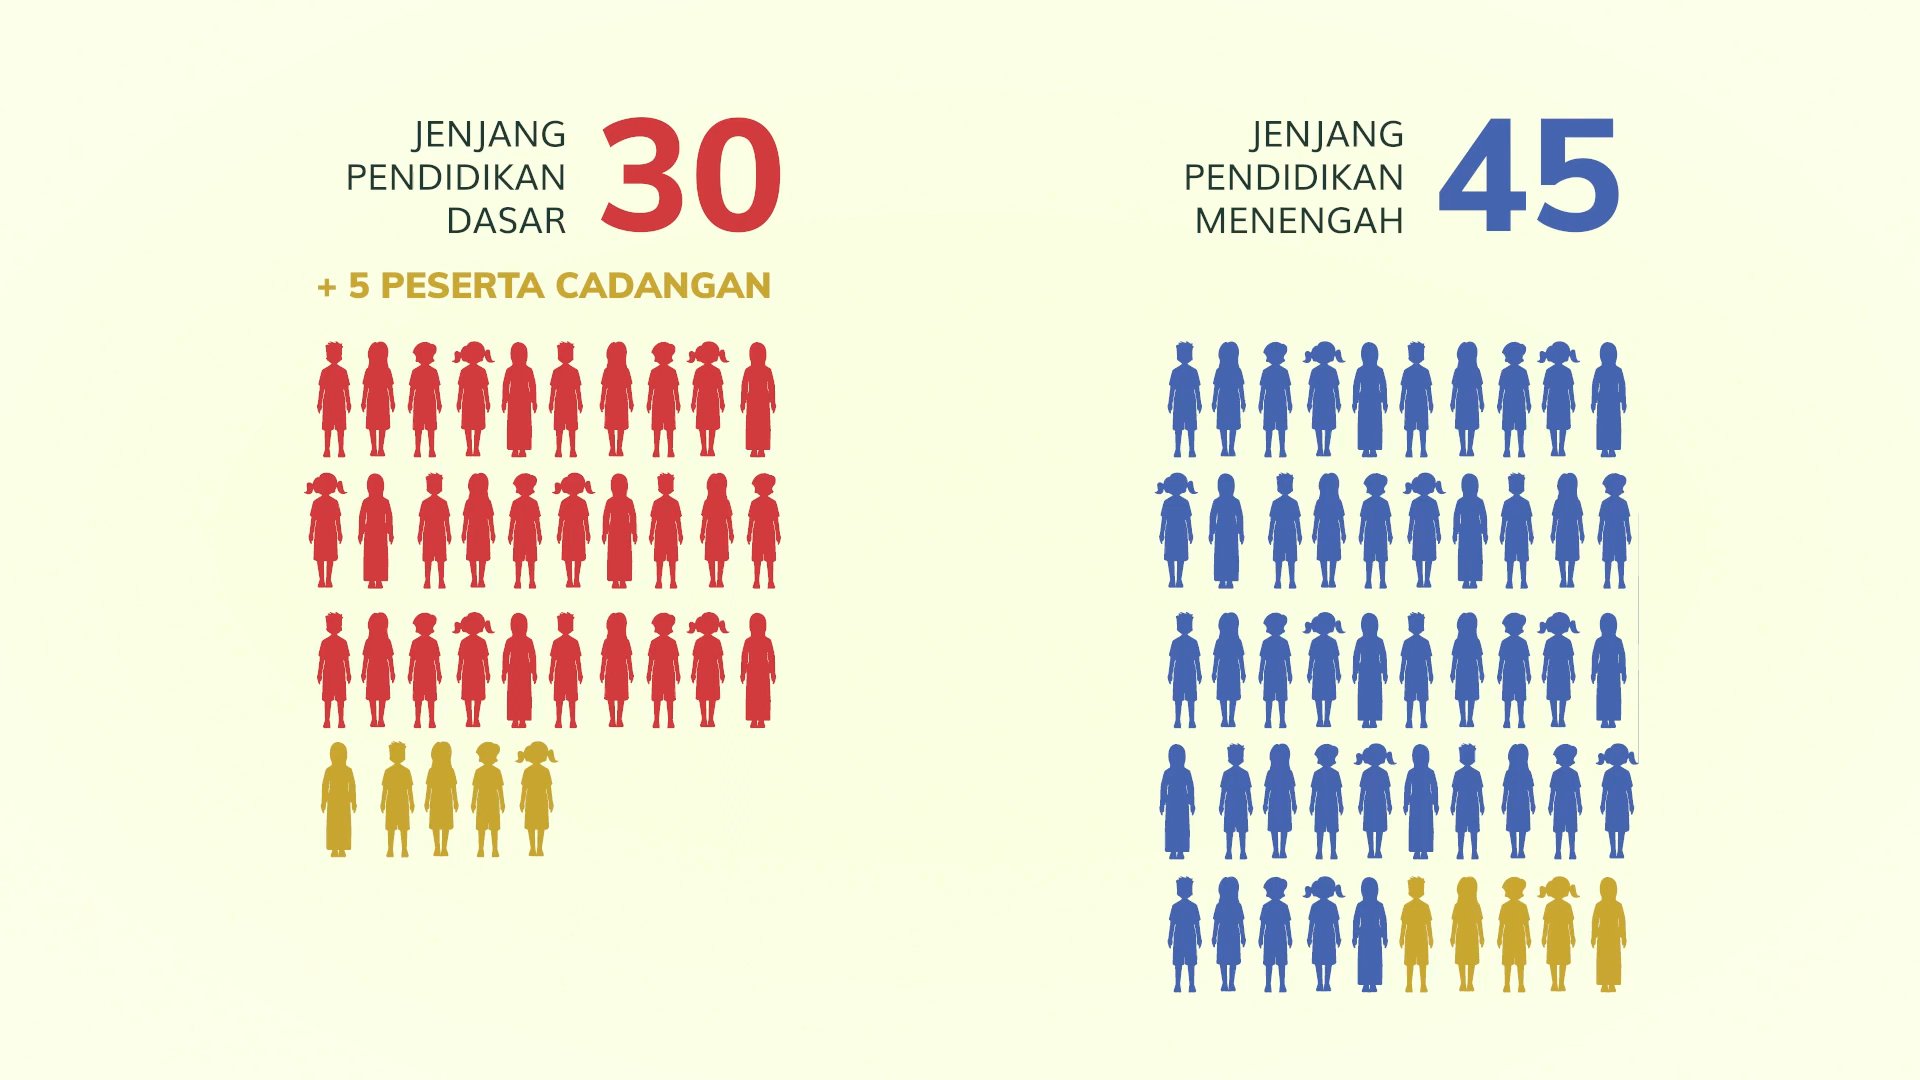 JENJANG
PENDIDIKAN
DASAR
30
+ 5 PESERTA CADANGAN
JENJANG
PENDIDIKAN
MENENGAH
45